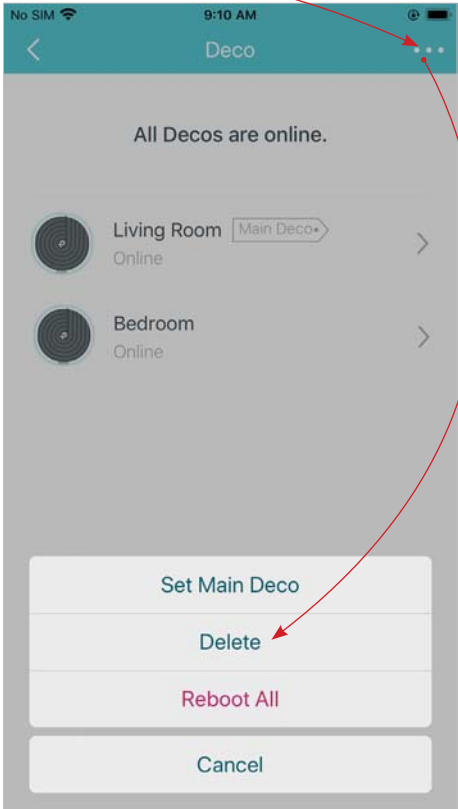 No SIM 9:10 AM
Deco
All Decos are online.
Living Room Main Deco
Online
Bedroom
Online
Set Main Deco
Delete
Reboot All
Cancel